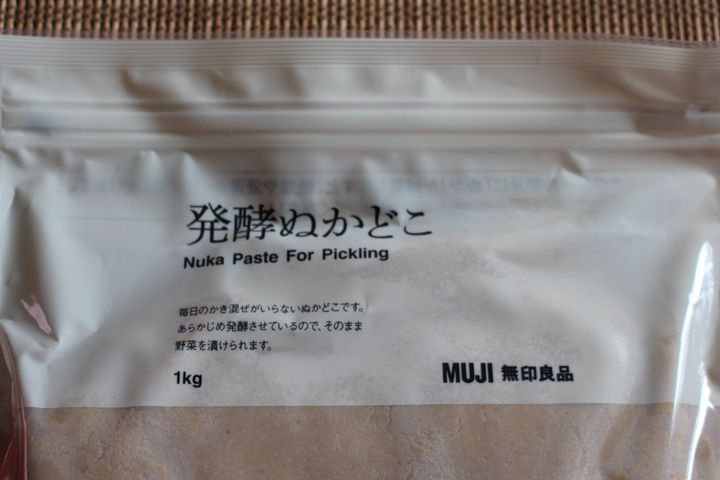 発酵ぬかどこ
Nuka Paste For Pickling
毎日のかき混ぜがいらないぬかどこです。
あらかじめ発酵させているので、そのまま
野菜を漬けられます。
1kg
MUJI 無印良品